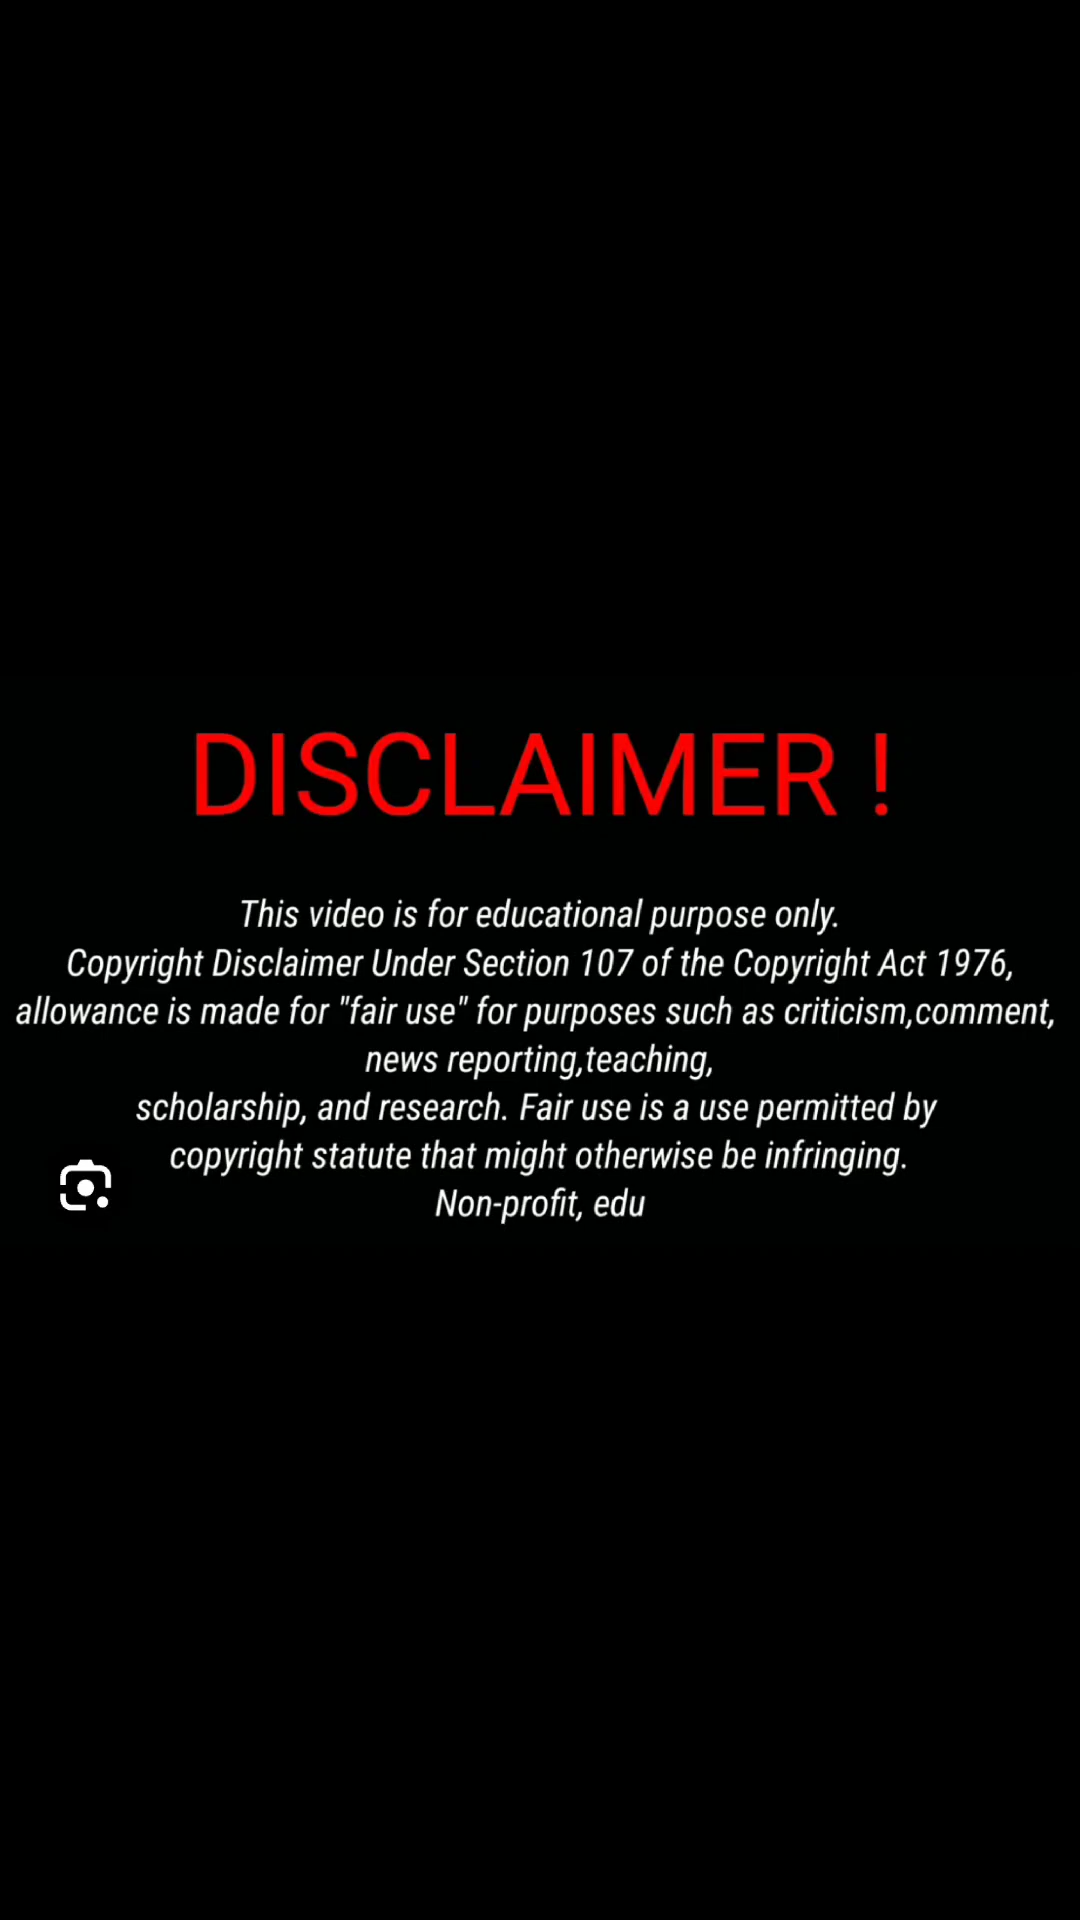 DISCLAIMER !
This video is for educational purpose only.
Copyright Disclaimer Under Section 107 of the Copyright Act 1976,
allowance is made for "fair use" for purposes such as criticism,comment,
news reporting,teaching,
scholarship, and research. Fair use is a use permitted by
copyright statute that might otherwise be infringing.
Non-profit, edu